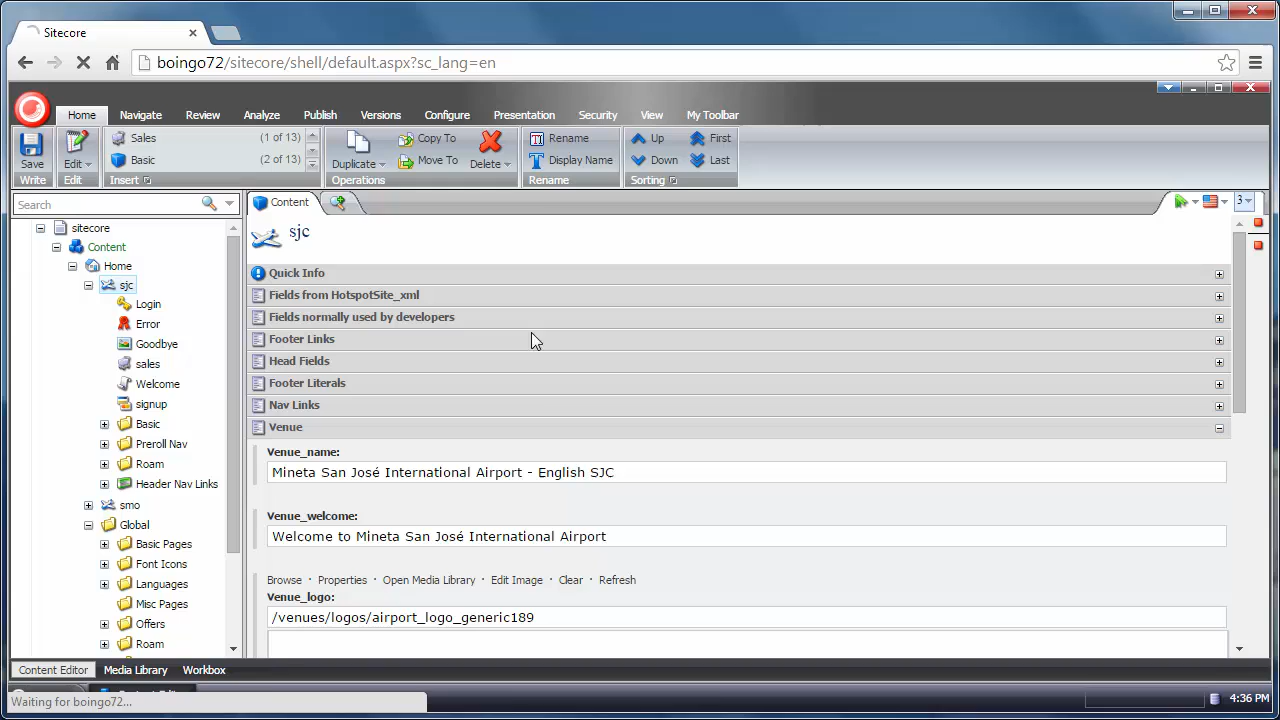 Sitecore
boingo72/sitecore/shell/default.aspx?sc_lang=en
Home Navigate Review Analyze Publish Versions Configure Presentation Security View My Toolbar
Save Edit Sales (1 of 13) Duplicate Copy To Delete Rename Up First
Basic (2 of 13) Move To Display Name Down Last
Write Edit Insert Operations Rename Sorting
Search
Content
3
sitecore
Content
Home
sjc
Login
Error
Goodbye
sales
Welcome
signup
Basic
Preroll Nav
Roam
Header Nav Links
smo
Global
Basic Pages
Font Icons
Languages
Misc Pages
Offers
Roam
sjc
Quick Info
Fields from HotspotSite_xml
Fields normally used by developers
Footer Links
Head Fields
Footer Literals
Nav Links
Venue
Venue_name:
Mineta San José International Airport - English SJC
Venue_welcome:
Welcome to Mineta San José International Airport
Browse · Properties · Open Media Library · Edit Image · Clear · Refresh
Venue_logo:
/venues/logos/airport_logo_generic189
Content Editor Media Library Workbox
Waiting for boingo72...
4:36 PM